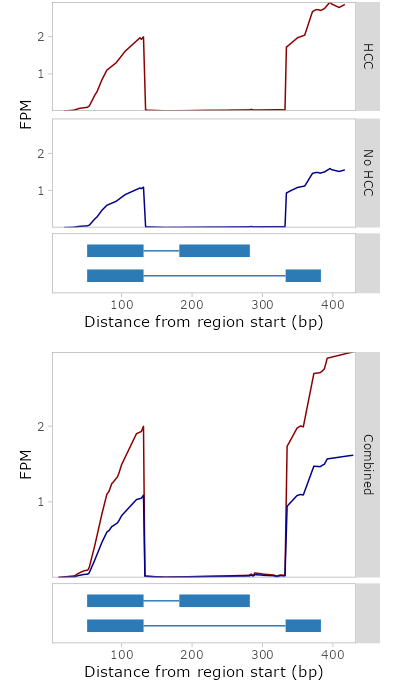 2
1
HCC
FPM
2
1
No HCC
100 200 300 400
Distance from region start (bp)
2
1
FPM
Combined
100 200 300 400
Distance from region start (bp)